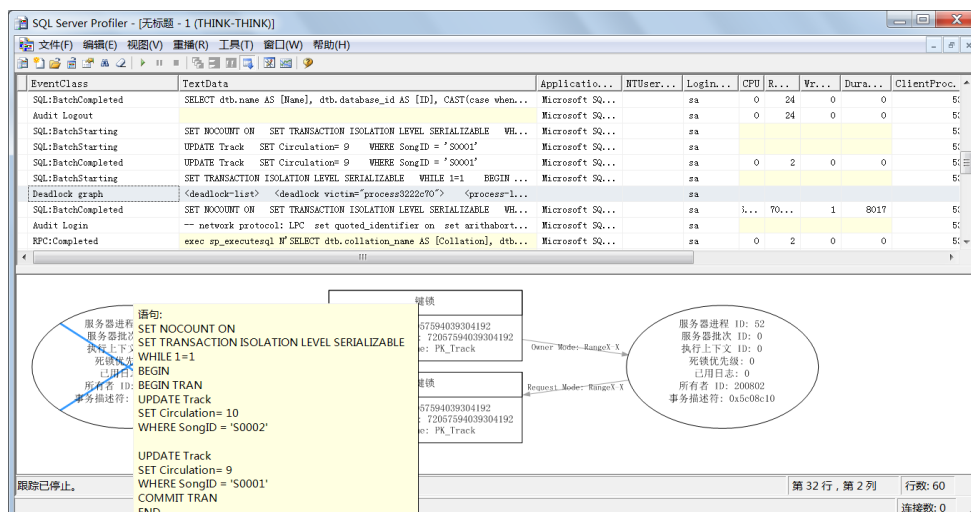 SQL Server Profiler - [无标题 - 1 (THINK-THINK)]
文件(F) 编辑(E) 视图(V) 重播(R) 工具(T) 窗口(W) 帮助(H)
EventClass TextData Applicatio... NTUser... Login... CPU R... Wr... Dura... ClientProc.
SQL:BatchCompleted SELECT dtb.name AS [Name], dtb.database_id AS [ID], CAST(case when... Microsoft SQ... sa 0 24 0 0
Audit Logout Microsoft SQ... sa 0 24 0 0
SQL:BatchStarting SET NOCOUNT ON SET TRANSACTION ISOLATION LEVEL SERIALIZABLE WH... Microsoft SQ... sa
SQL:BatchStarting UPDATE Track SET Circulation= 9 WHERE SongID = 'S0001' Microsoft SQ... sa
SQL:BatchCompleted UPDATE Track SET Circulation= 9 WHERE SongID = 'S0001' Microsoft SQ... sa 0 2 0 0
SQL:BatchStarting SET TRANSACTION ISOLATION LEVEL SERIALIZABLE WHILE 1=1 BEGIN ... Microsoft SQ... sa
Deadlock graph <deadlock-list> <deadlock victim="process3222c70"> <process-l... sa
SQL:BatchCompleted SET NOCOUNT ON SET TRANSACTION ISOLATION LEVEL SERIALIZABLE WH... Microsoft SQ... sa 70... 1 8017
Audit Login -- network protocol: LPC set quoted_identifier on set arithabort... Microsoft SQ... sa
RPC:Completed exec sp_executesql N'SELECT dtb.collation_name AS [Collation], dtb... Microsoft SQ... sa 0 2 0 0
服务器进程
服务器批次
执行上下文
死锁优先
已用日志
所有者 ID:
事务描述符:
语句:
SET NOCOUNT ON
SET TRANSACTION ISOLATION LEVEL SERIALIZABLE
WHILE 1=1
BEGIN
BEGIN TRAN
UPDATE Track
SET Circulation= 10
WHERE SongID = 'S0002'
UPDATE Track
SET Circulation= 9
WHERE SongID = 'S0001'
COMMIT TRAN
END
键锁
57594039304192
: 72057594039304192
e: PK_Track
键锁
57594039304192
: 72057594039304192
e: PK_Track
Owner Mode: RangeX-X
Request Mode: RangeX-X
服务器进程 ID: 52
服务器批次 ID: 0
执行上下文 ID: 0
死锁优先级: 0
已用日志: 0
所有者 ID: 200802
事务描述符: 0x5c08c10
跟踪已停止。
第 32 行，第 2 列
行数: 60
连接数: 0